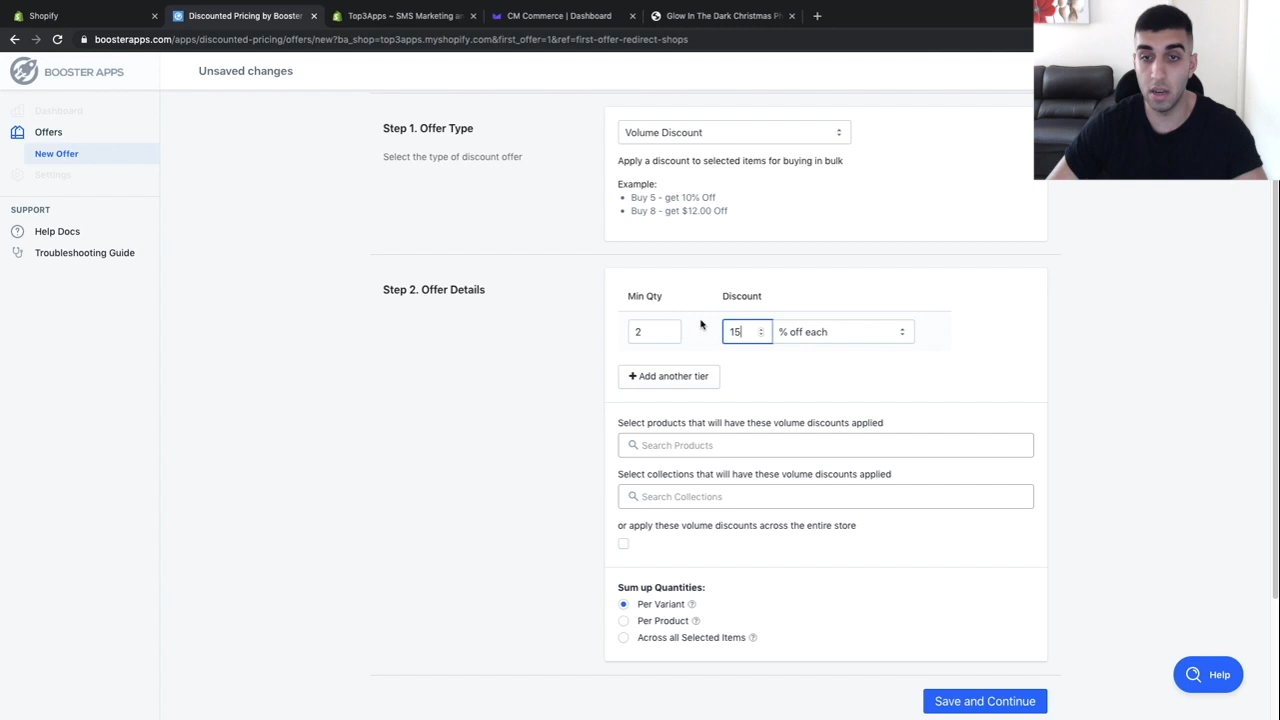 Shopify
Discounted Pricing by Booster
Top3Apps ~ SMS Marketing an
CM Commerce | Dashboard
Glow In The Dark Christmas P
boosterapps.com/apps/discounted-pricing/offers/new?ba_shop=top3apps.myshopify.com&first_offer=1&ref=first-offer-redirect-shops
BOOSTER APPS
Unsaved changes
Dashboard
Offers
New Offer
Settings
SUPPORT
Help Docs
Troubleshooting Guide
Step 1. Offer Type
Select the type of discount offer
Volume Discount
Apply a discount to selected items for buying in bulk
Example:
• Buy 5 - get 10% Off
• Buy 8 - get $12.00 Off
Step 2. Offer Details
Min Qty Discount
2 15 % off each
+ Add another tier
Select products that will have these volume discounts applied
Search Products
Select collections that will have these volume discounts applied
Search Collections
or apply these volume discounts across the entire store
Sum up Quantities:
Per Variant ?
Per Product ?
Across all Selected Items ?
Save and Continue
Help